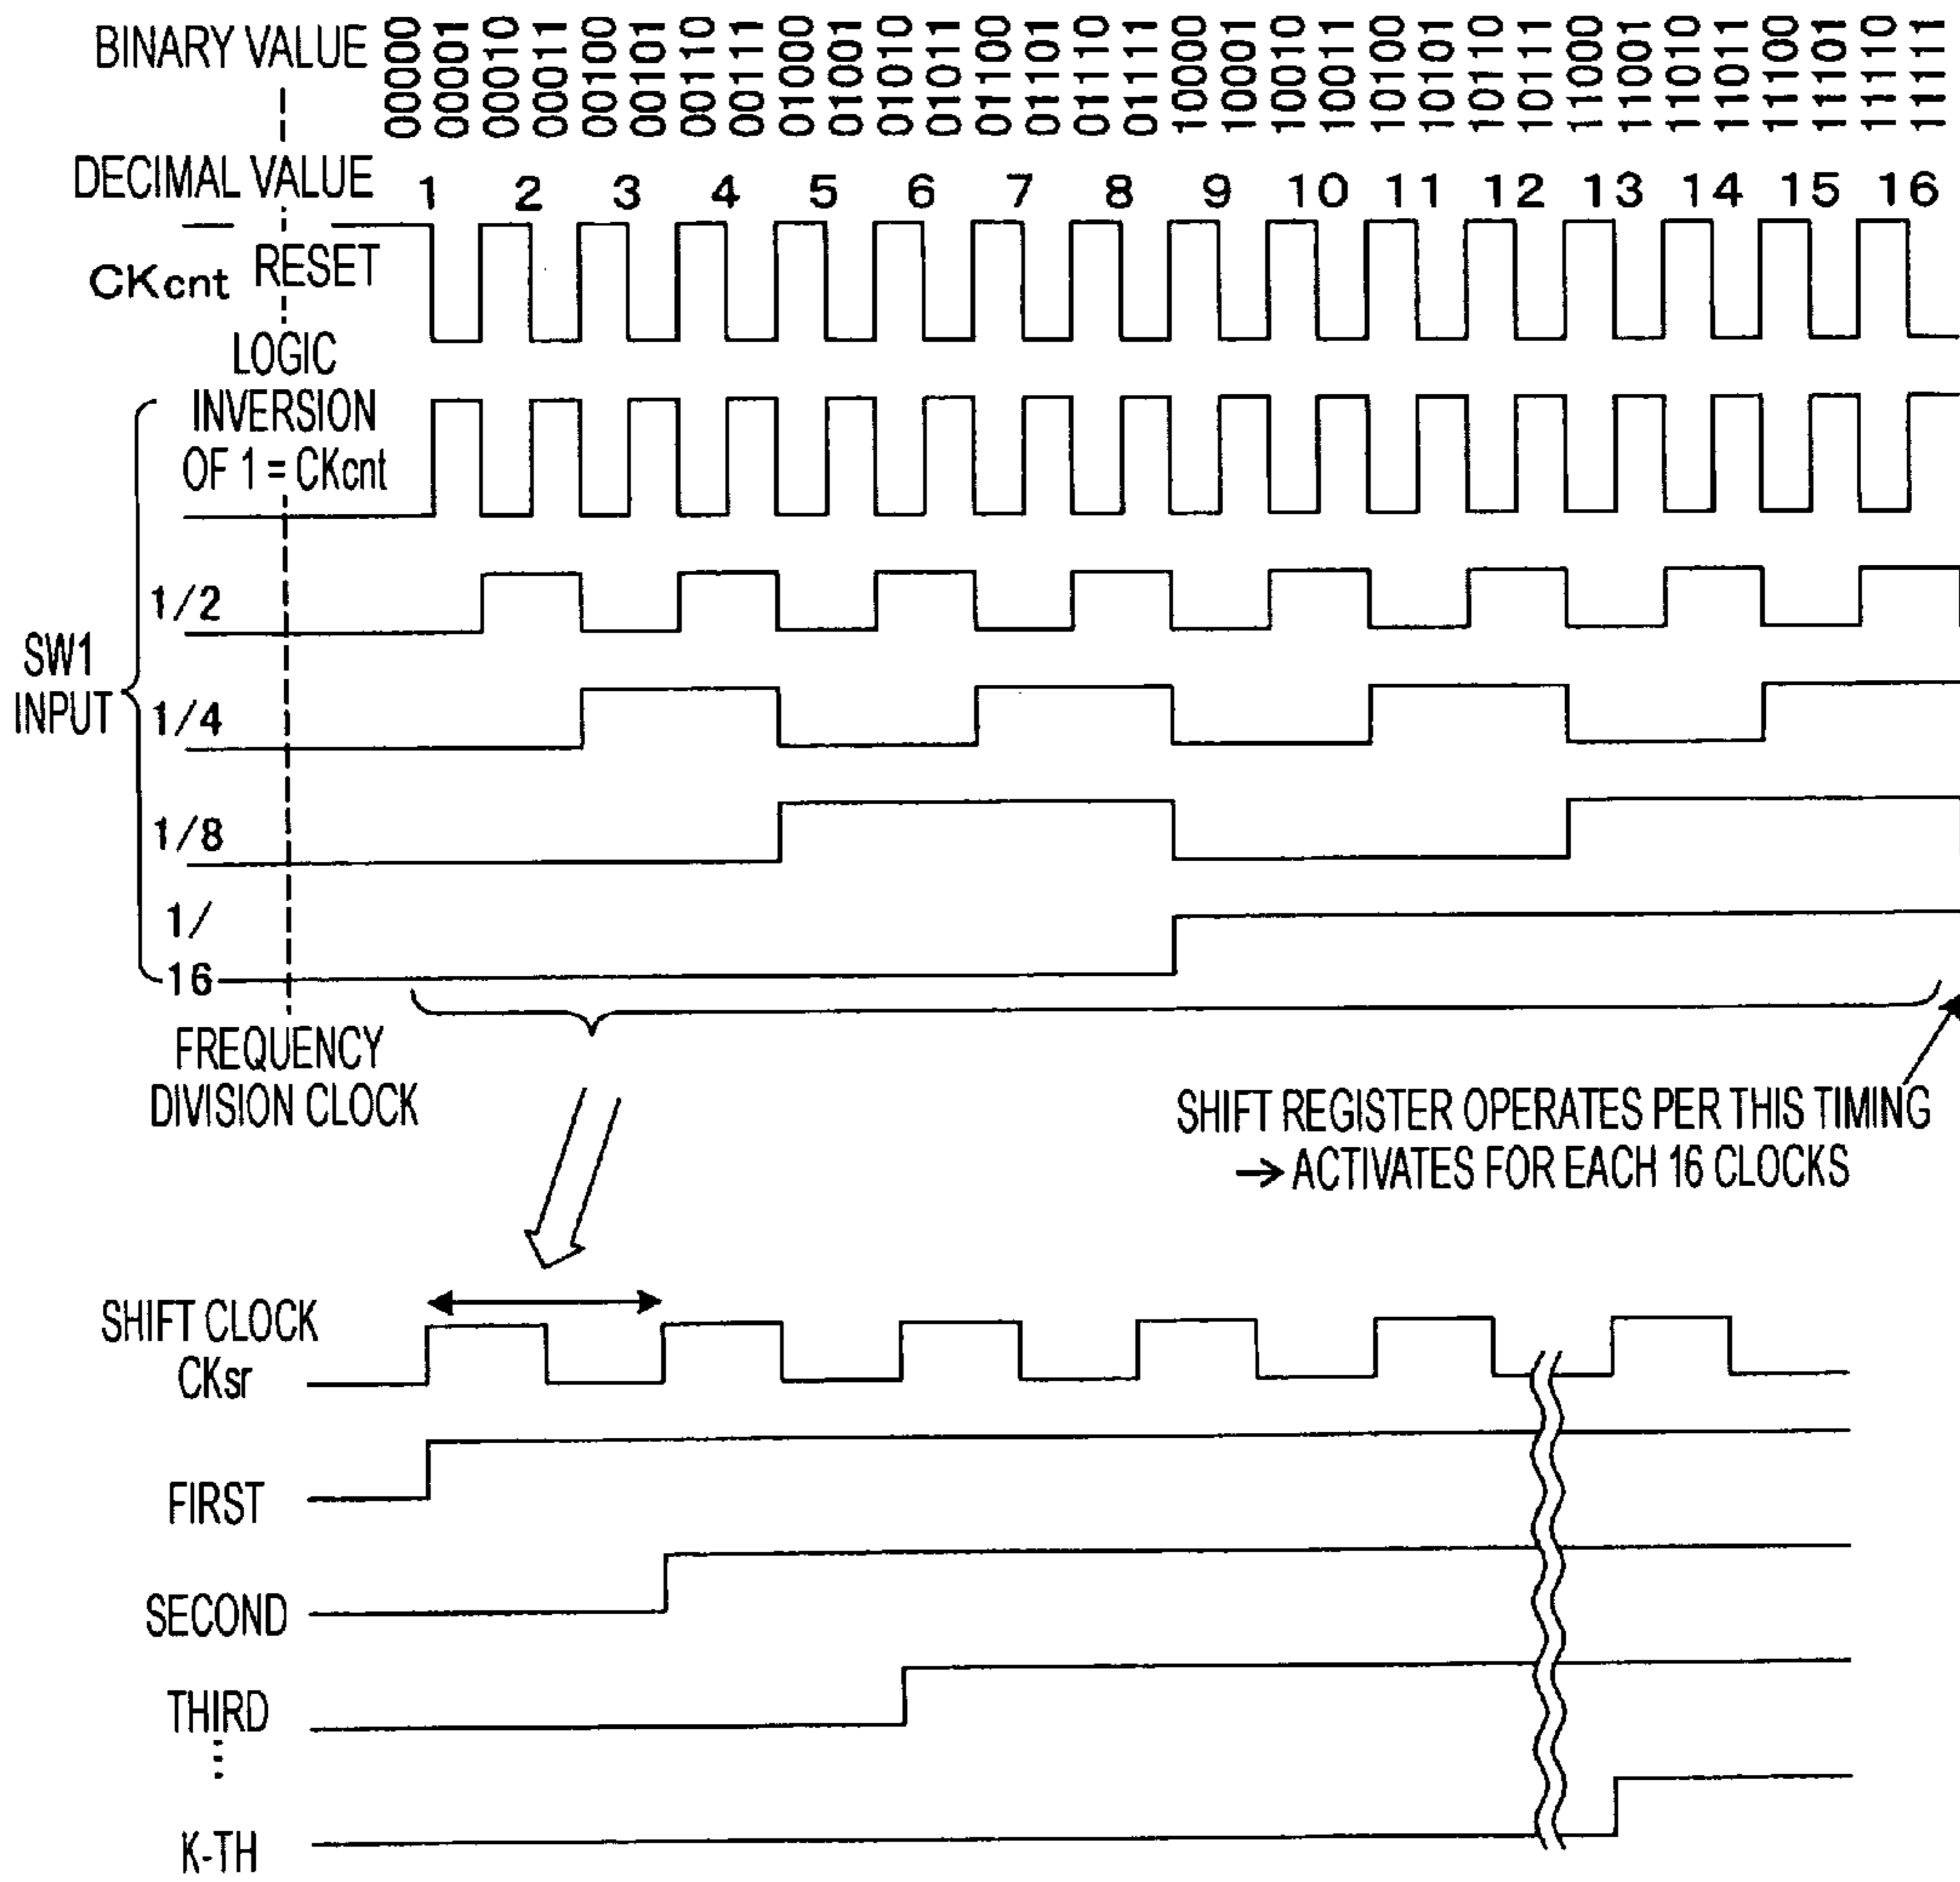 BINARY VALUE 00000 00001 00010 00011 00100 00101 00110 00111 01000 01001 01010 01011 01100 01101 01110 01111 10000 10001 10010 10011 10100 10101 10110 10111 11000 11001 11010 11011 11100 11101 11110 11111
DECIMAL VALUE 1 2 3 4 5 6 7 8 9 10 11 12 13 14 15 16
CKcnt RESET
LOGIC
INVERSION
OF 1 = CKcnt
1/2
SW1
INPUT
1/4
1/8
1/
16
FREQUENCY
DIVISION CLOCK
SHIFT REGISTER OPERATES PER THIS TIMING
→ ACTIVATES FOR EACH 16 CLOCKS
SHIFT CLOCK
CKsr
FIRST
SECOND
THIRD
⋮
K-TH